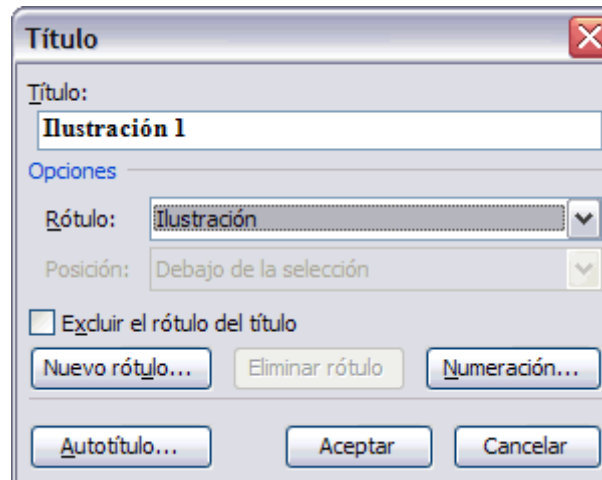 Título
Título:
Ilustración 1
Opciones
Rótulo: Ilustración
Posición: Debajo de la selección
Excluir el rótulo del título
Nuevo rótulo... Eliminar rótulo Numeración...
Autotítulo... Aceptar Cancelar